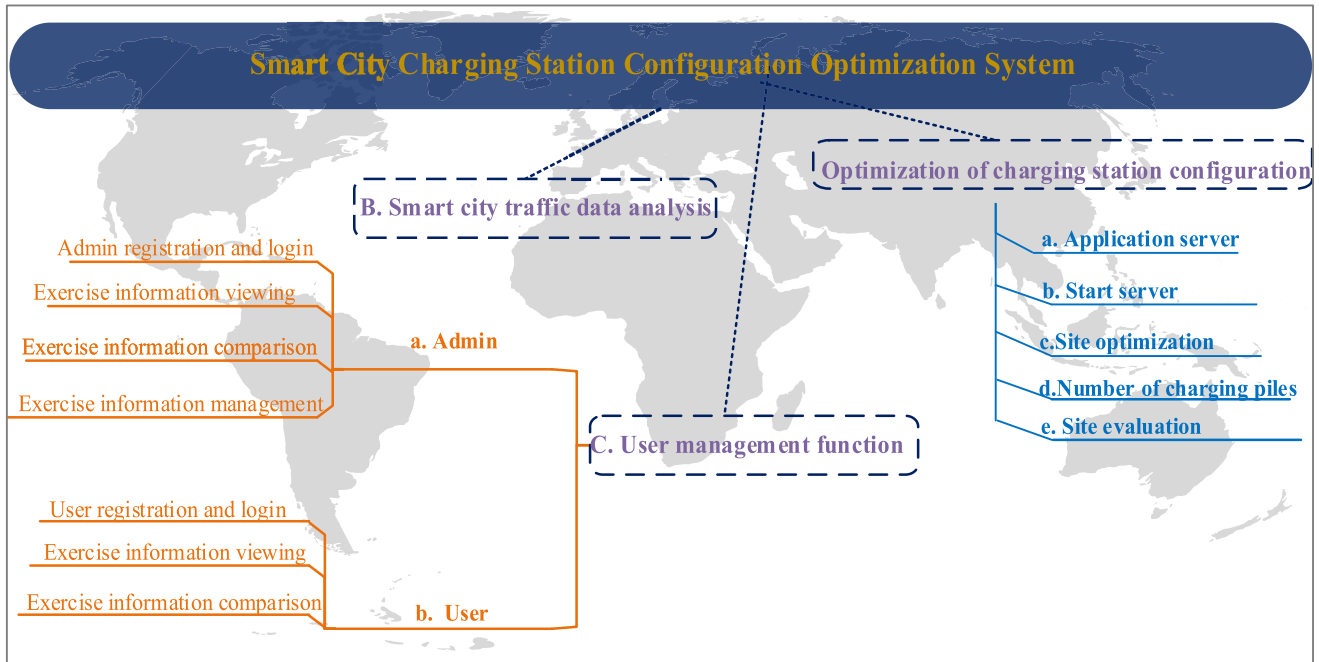 Smart City Charging Station Configuration Optimization System
Optimization of charging station configuration
B. Smart city traffic data analysis
a. Application server
b. Start server
c.Site optimization
d.Number of charging piles
e. Site evaluation
Admin registration and login
Exercise information viewing
Exercise information comparison
Exercise information management
a. Admin
C. User management function
User registration and login
Exercise information viewing
Exercise information comparison
b. User